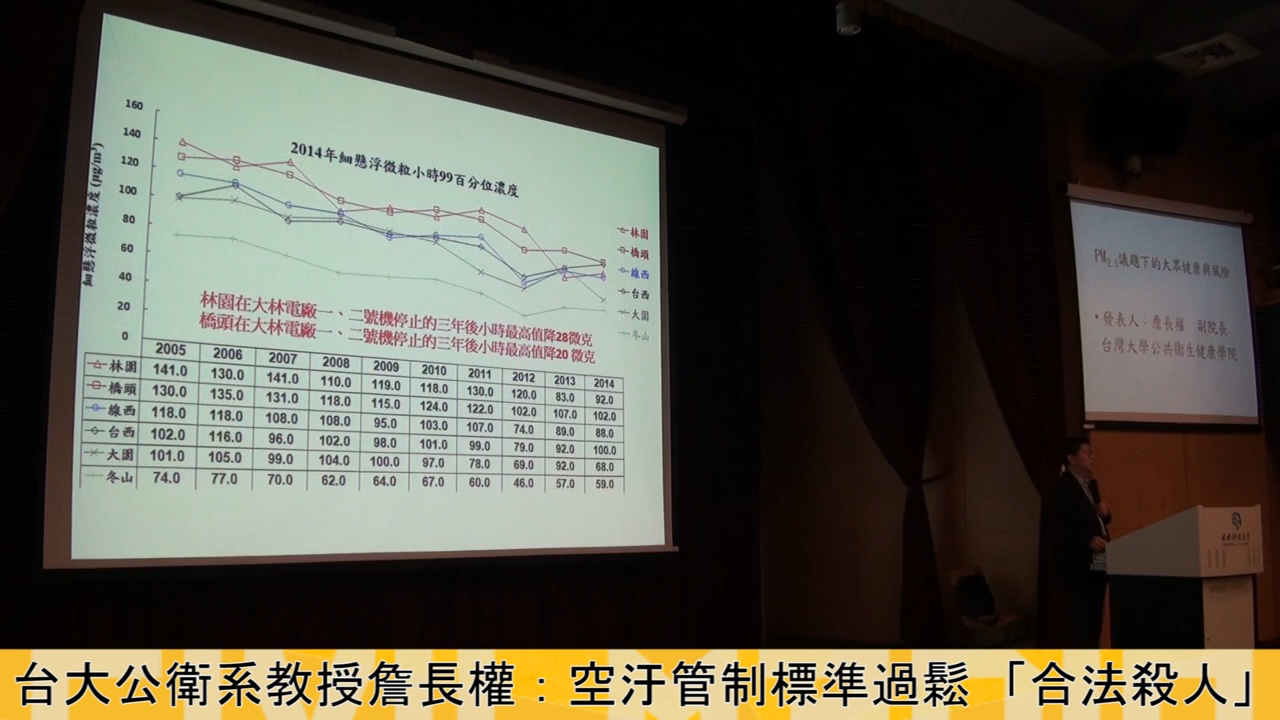 2014年細懸浮微粒小時99百分位濃度
細懸浮微粒濃度 (μg/m³)
160
140
120
100
80
60
40
20
0
林園
橋頭
線西
台西
大園
冬山
林園在大林電廠一、二號機停止的三年後小時最高值降28微克
橋頭在大林電廠一、二號機停止的三年後小時最高值降20 微克
2005 2006 2007 2008 2009 2010 2011 2012 2013 2014
林園 141.0 130.0 141.0 110.0 119.0 118.0 130.0 120.0 83.0 92.0
橋頭 130.0 135.0 131.0 118.0 115.0 124.0 122.0 102.0 107.0 102.0
線西 118.0 118.0 108.0 108.0 95.0 103.0 107.0 74.0 89.0 88.0
台西 102.0 116.0 96.0 102.0 98.0 101.0 99.0 79.0 92.0 100.0
大園 101.0 105.0 99.0 104.0 100.0 97.0 78.0 69.0 92.0 68.0
冬山 74.0 77.0 70.0 62.0 64.0 67.0 60.0 46.0 57.0 59.0
PM2.5議題下的大眾健康與風險
•發表人：詹長權 副院長
台灣大學公共衛生健康學院
台大公衛系教授詹長權：空汙管制標準過鬆「合法殺人」